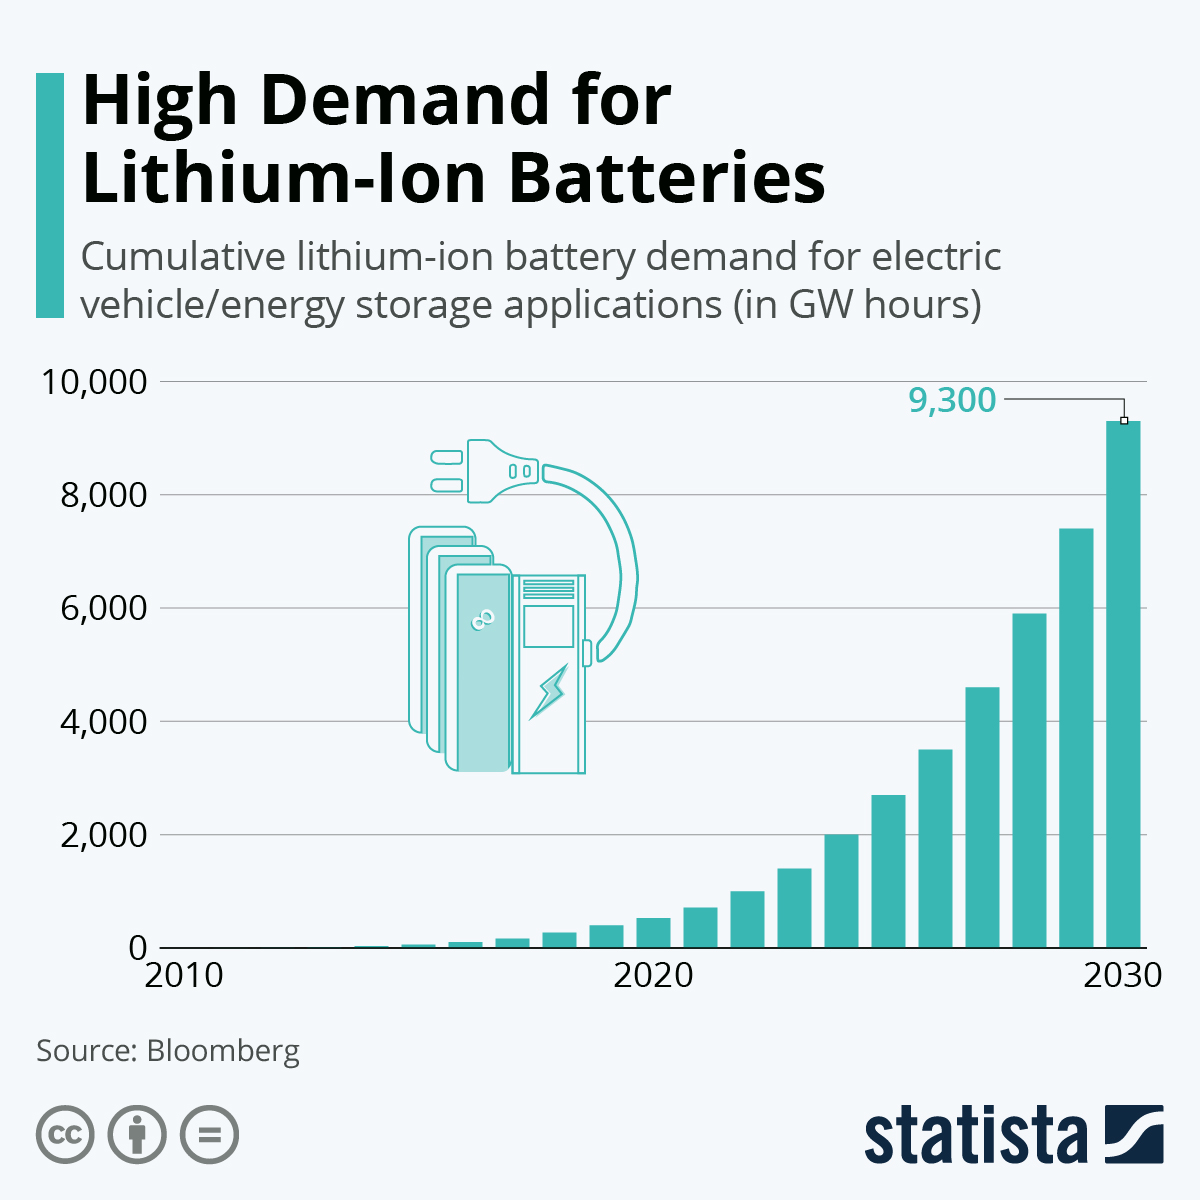 High Demand for
Lithium-Ion Batteries
Cumulative lithium-ion battery demand for electric
vehicle/energy storage applications (in GW hours)
10,000
9,300
8,000
6,000
4,000
2,000
0
2010 2020 2030
Source: Bloomberg
cc
statista